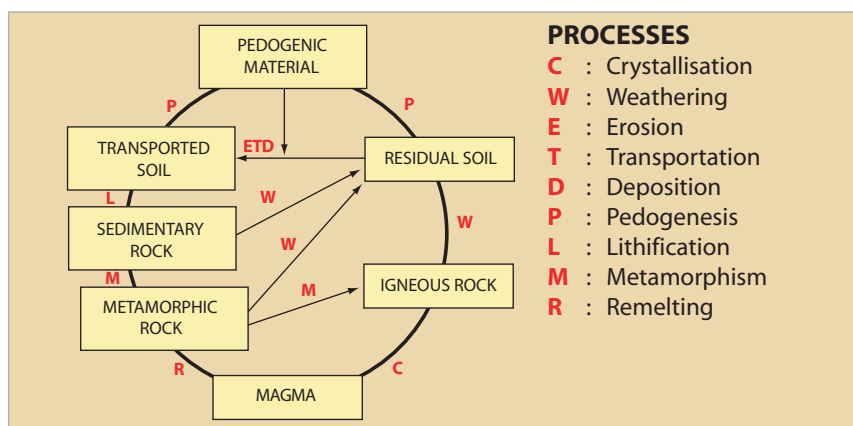 PEDOGENIC
MATERIAL
P
P
TRANSPORTED
SOIL
ETD
RESIDUAL SOIL
L
W
W
SEDIMENTARY
ROCK
W
M
METAMORPHIC
ROCK
M
IGNEOUS ROCK
R
C
MAGMA
PROCESSES
C : Crystallisation
W : Weathering
E : Erosion
T : Transportation
D : Deposition
P : Pedogenesis
L : Lithification
M : Metamorphism
R : Remelting